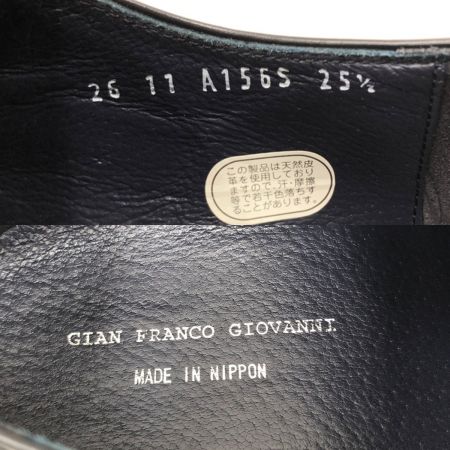 26 11 A156S 25½
この製品は天然皮
革を使用しており
ますので、汗・摩擦
等で若干色落ちす
ることがあります。
GIAN FRANCO GIOVANNI.
MADE IN NIPPON